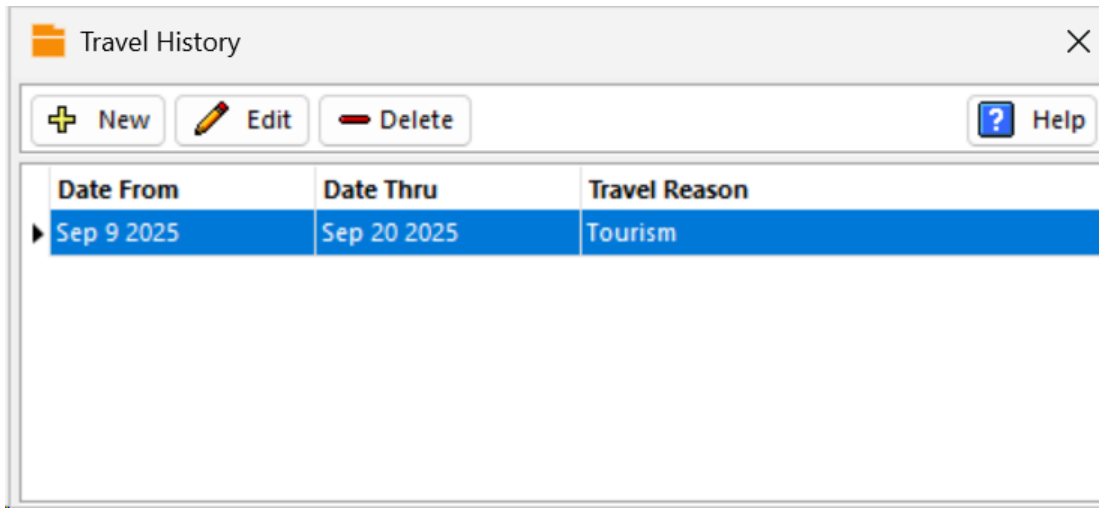 Travel History
New Edit Delete Help
Date From Date Thru Travel Reason
Sep 9 2025 Sep 20 2025 Tourism